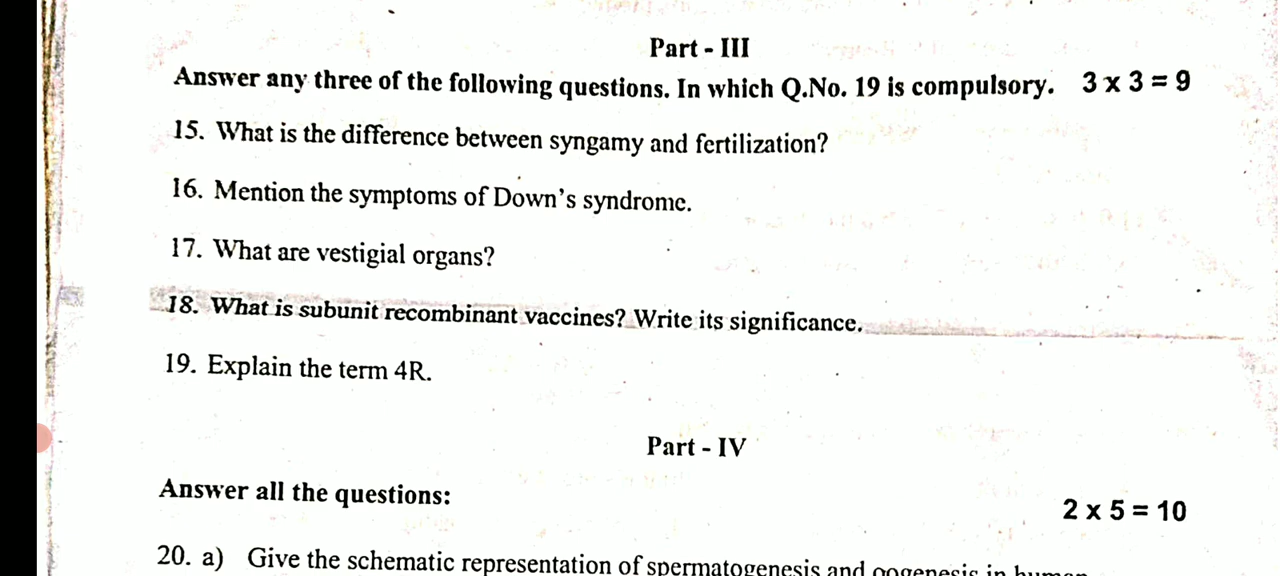 Part - III
Answer any three of the following questions. In which Q.No. 19 is compulsory. 3 x 3 = 9
15. What is the difference between syngamy and fertilization?
16. Mention the symptoms of Down's syndrome.
17. What are vestigial organs?
18. What is subunit recombinant vaccines? Write its significance.
19. Explain the term 4R.
Part - IV
Answer all the questions:
2 x 5 = 10
20. a) Give the schematic representation of spermatogenesis and oogenesis in human